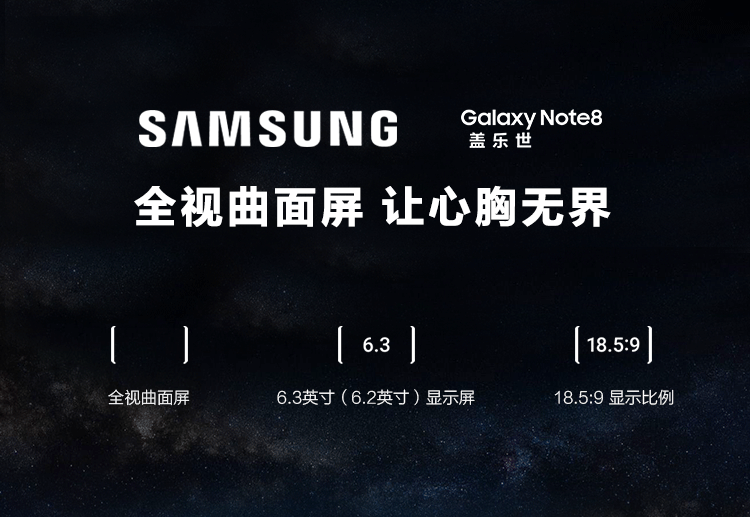 SAMSUNG
Galaxy Note8
盖乐世
全视曲面屏 让心胸无界
6.3
18.5:9
全视曲面屏
6.3英寸（6.2英寸）显示屏
18.5:9 显示比例